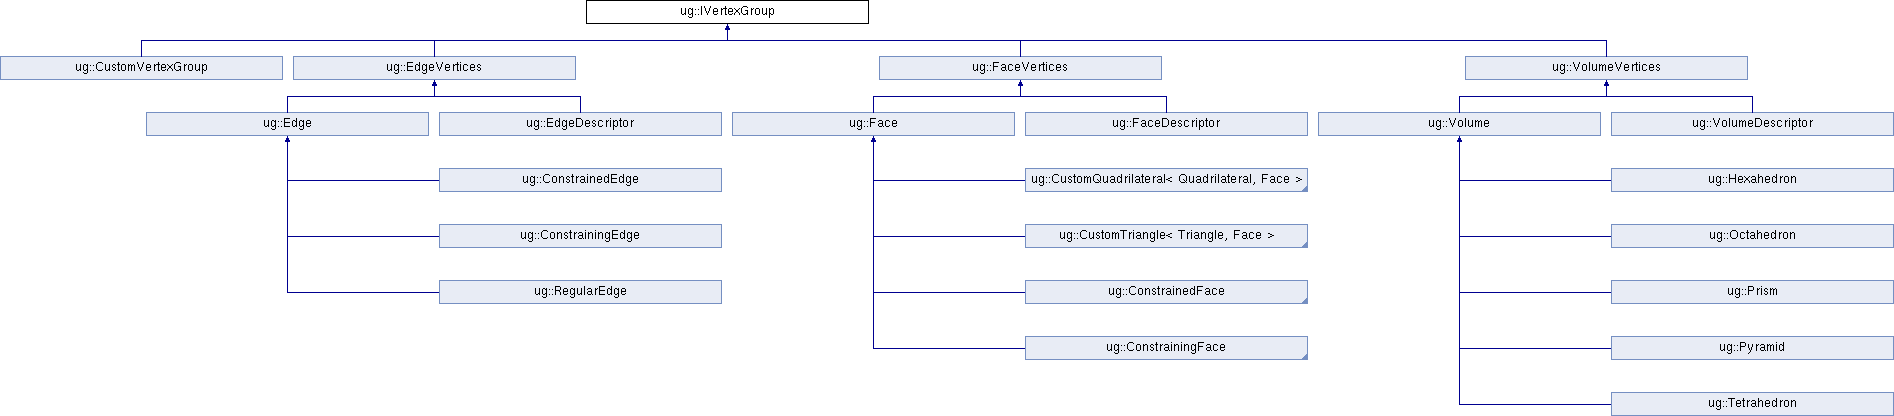 ug::IVertexGroup
ug::CustomVertexGroup
ug::EdgeVertices
ug::FaceVertices
ug::VolumeVertices
ug::Edge
ug::EdgeDescriptor
ug::Face
ug::FaceDescriptor
ug::Volume
ug::VolumeDescriptor
ug::ConstrainedEdge
ug::CustomQuadrilateral< Quadrilateral, Face >
ug::Hexahedron
ug::ConstrainingEdge
ug::CustomTriangle< Triangle, Face >
ug::Octahedron
ug::RegularEdge
ug::ConstrainedFace
ug::Prism
ug::ConstrainingFace
ug::Pyramid
ug::Tetrahedron